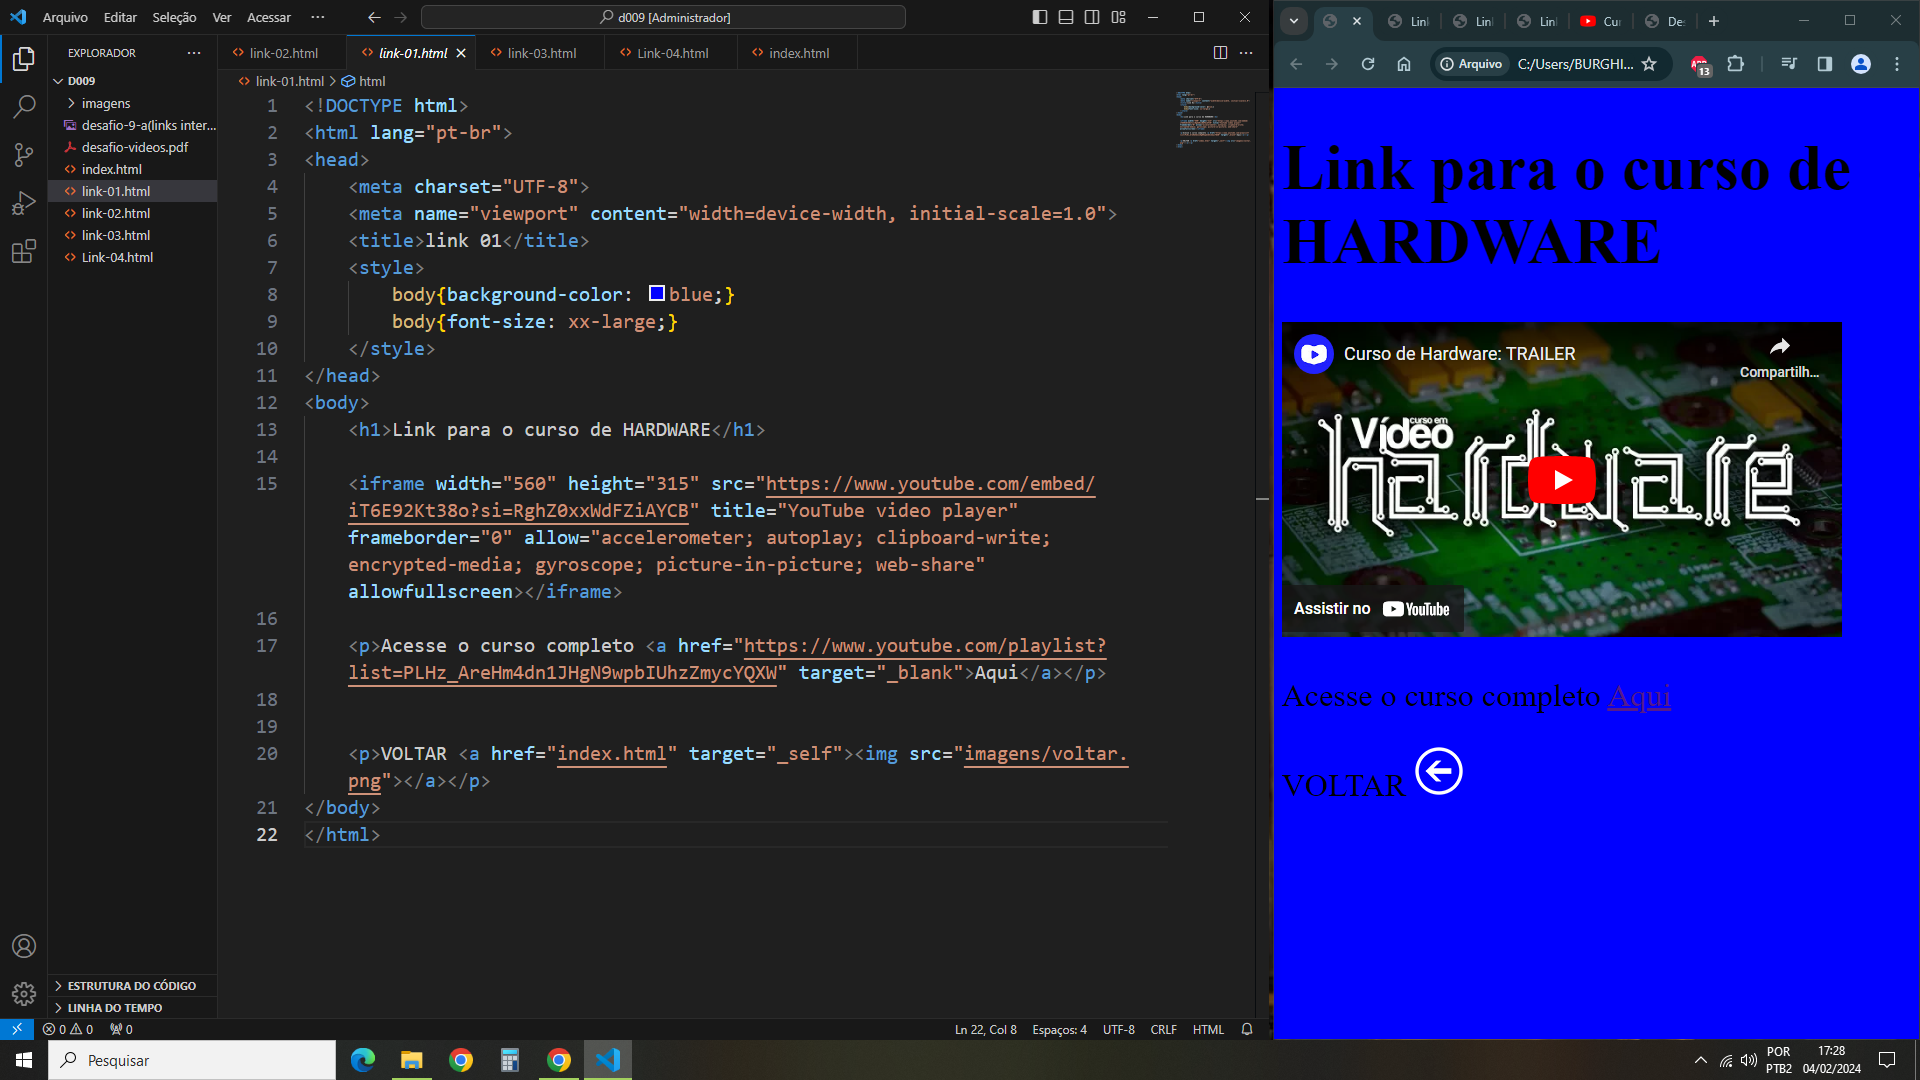 Arquivo Editar Seleção Ver Acessar ··· d009 [Administrador]
EXPLORADOR ···
D009
imagens
desafio-9-a(links inter...
desafio-videos.pdf
index.html
link-01.html
link-02.html
link-03.html
Link-04.html
ESTRUTURA DO CÓDIGO
LINHA DO TEMPO
link-02.html link-01.html link-03.html Link-04.html index.html ···
link-01.html > html
1 <!DOCTYPE html>
2 <html lang="pt-br">
3 <head>
4 <meta charset="UTF-8">
5 <meta name="viewport" content="width=device-width, initial-scale=1.0">
6 <title>link 01</title>
7 <style>
8 body{background-color: blue;}
9 body{font-size: xx-large;}
10 </style>
11 </head>
12 <body>
13 <h1>Link para o curso de HARDWARE</h1>
14
15 <iframe width="560" height="315" src="https://www.youtube.com/embed/
iT6E92Kt38o?si=RghZ0xxWdFZiAYCB" title="YouTube video player"
frameborder="0" allow="accelerometer; autoplay; clipboard-write;
encrypted-media; gyroscope; picture-in-picture; web-share"
allowfullscreen></iframe>
16
17 <p>Acesse o curso completo <a href="https://www.youtube.com/playlist?
list=PLHz_AreHm4dn1JHgN9wpbIUhzZmycYQXW" target="_blank">Aqui</a></p>
18
19
20 <p>VOLTAR <a href="index.html" target="_self"><img src="imagens/voltar.
png"></a></p>
21 </body>
22 </html>
0 0 0 Ln 22, Col 8 Espaços: 4 UTF-8 CRLF HTML
Lin Lin Lin Cur De
Arquivo C:/Users/BURGHI... 13
Link para o curso de
HARDWARE
Curso de Hardware: TRAILER
Compartilh...
curso em
Vídeo
hardware
Assistir no YouTube
Acesse o curso completo Aqui
VOLTAR
Pesquisar
POR
PTB2
17:28
04/02/2024